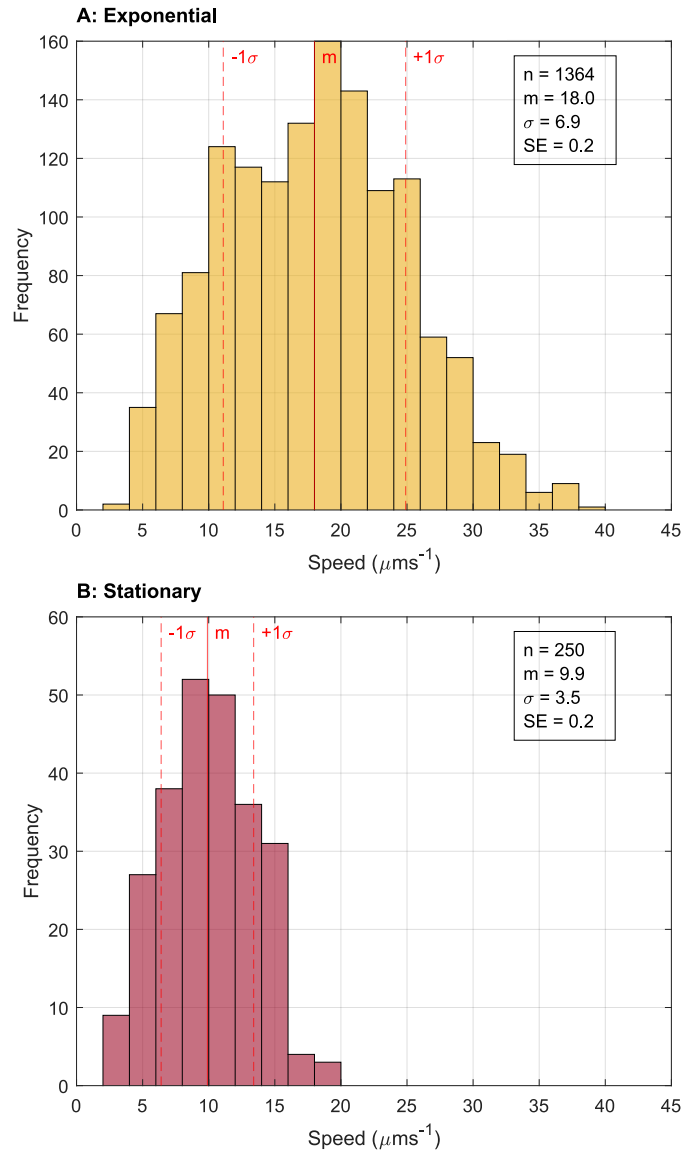 A: Exponential
-1σ m +1σ
n = 1364
m = 18.0
σ = 6.9
SE = 0.2
160
140
120
100
80
60
40
20
0
Frequency
0 5 10 15 20 25 30 35 40 45
Speed (μms⁻¹)
B: Stationary
-1σ m +1σ
n = 250
m = 9.9
σ = 3.5
SE = 0.2
60
50
40
30
20
10
0
Frequency
0 5 10 15 20 25 30 35 40 45
Speed (μms⁻¹)